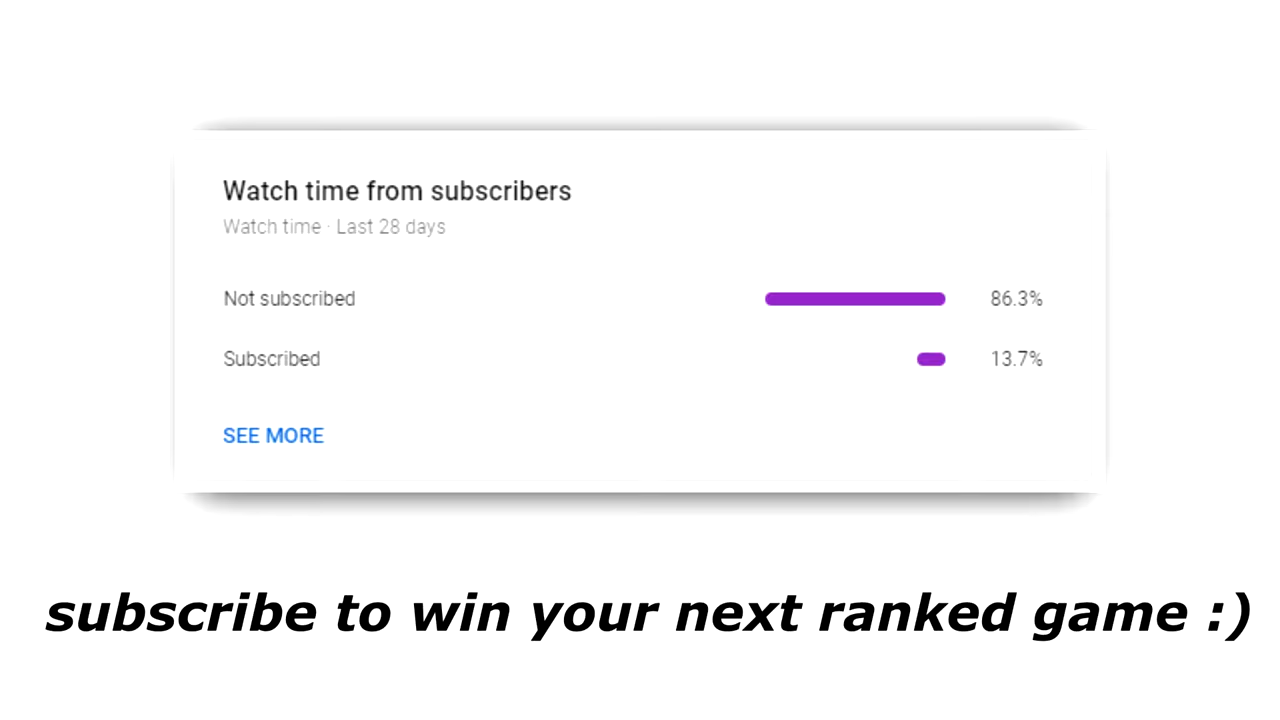 Watch time from subscribers
Watch time · Last 28 days
Not subscribed 86.3%
Subscribed 13.7%
SEE MORE
subscribe to win your next ranked game :)